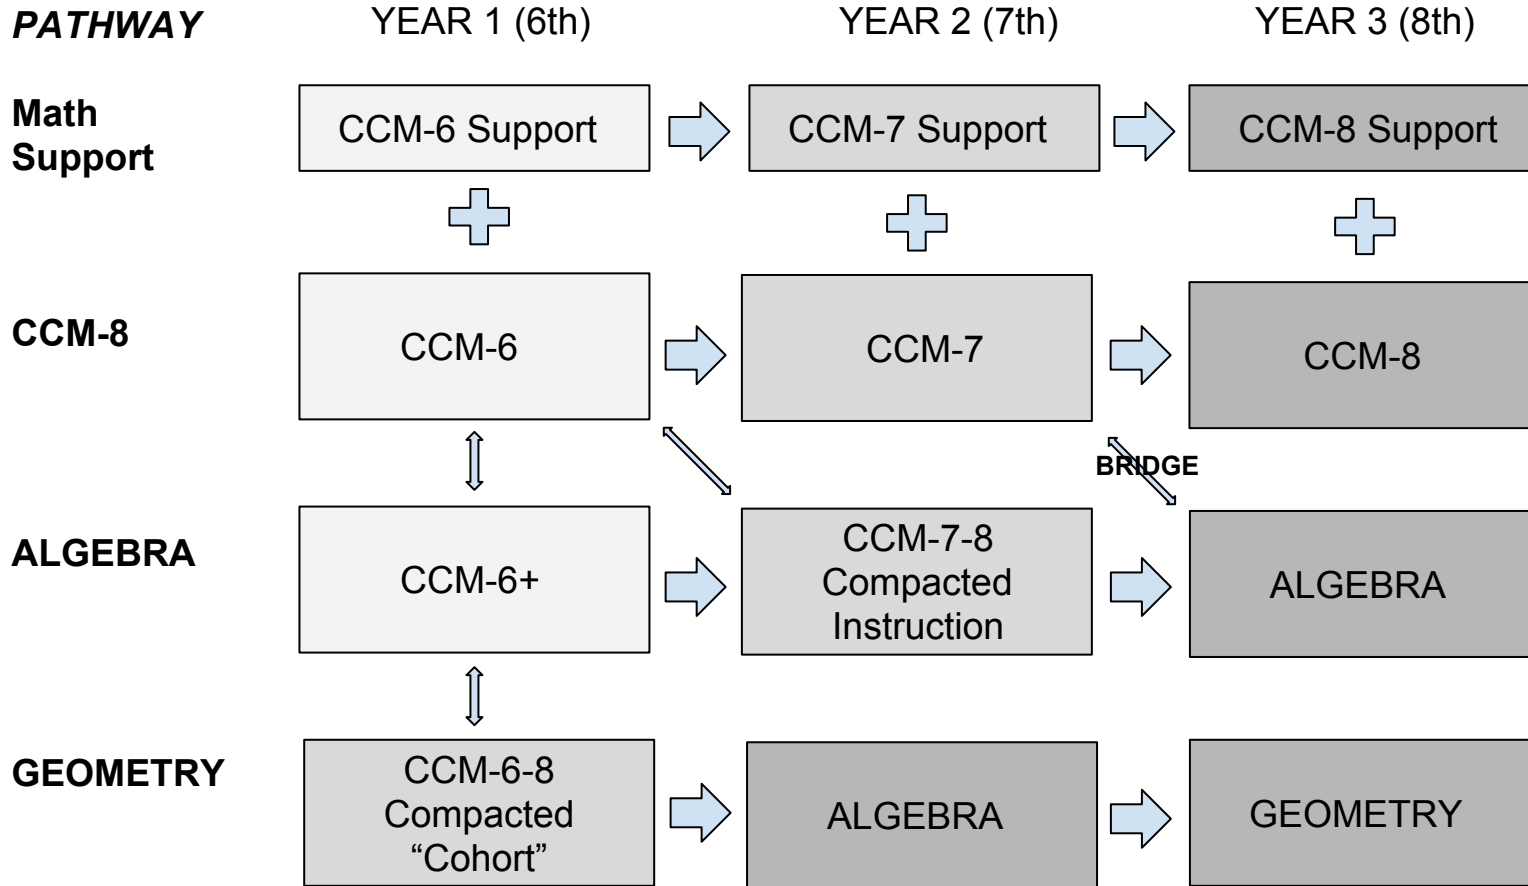 PATHWAY
YEAR 1 (6th)
YEAR 2 (7th)
YEAR 3 (8th)
Math
Support
CCM-6 Support
CCM-7 Support
CCM-8 Support
CCM-8
CCM-6
CCM-7
CCM-8
BRIDGE
ALGEBRA
CCM-6+
CCM-7-8
Compacted
Instruction
ALGEBRA
GEOMETRY
CCM-6-8
Compacted
“Cohort”
ALGEBRA
GEOMETRY